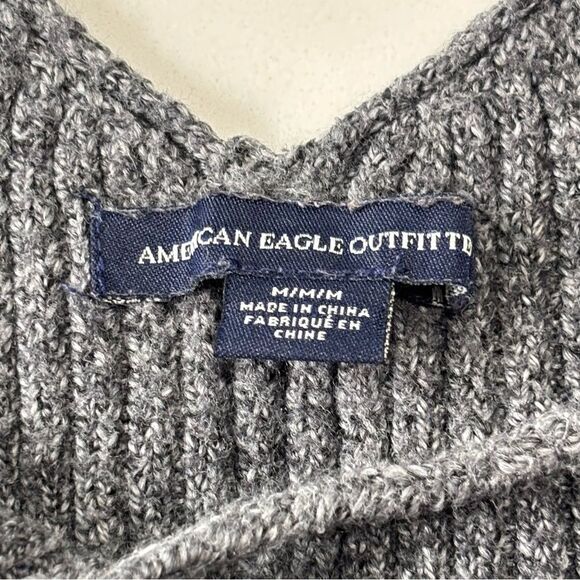 AMERICAN EAGLE OUTFITTE
M/M/M
MADE IN CHINA
FABRIQUÉ EN
CHINE